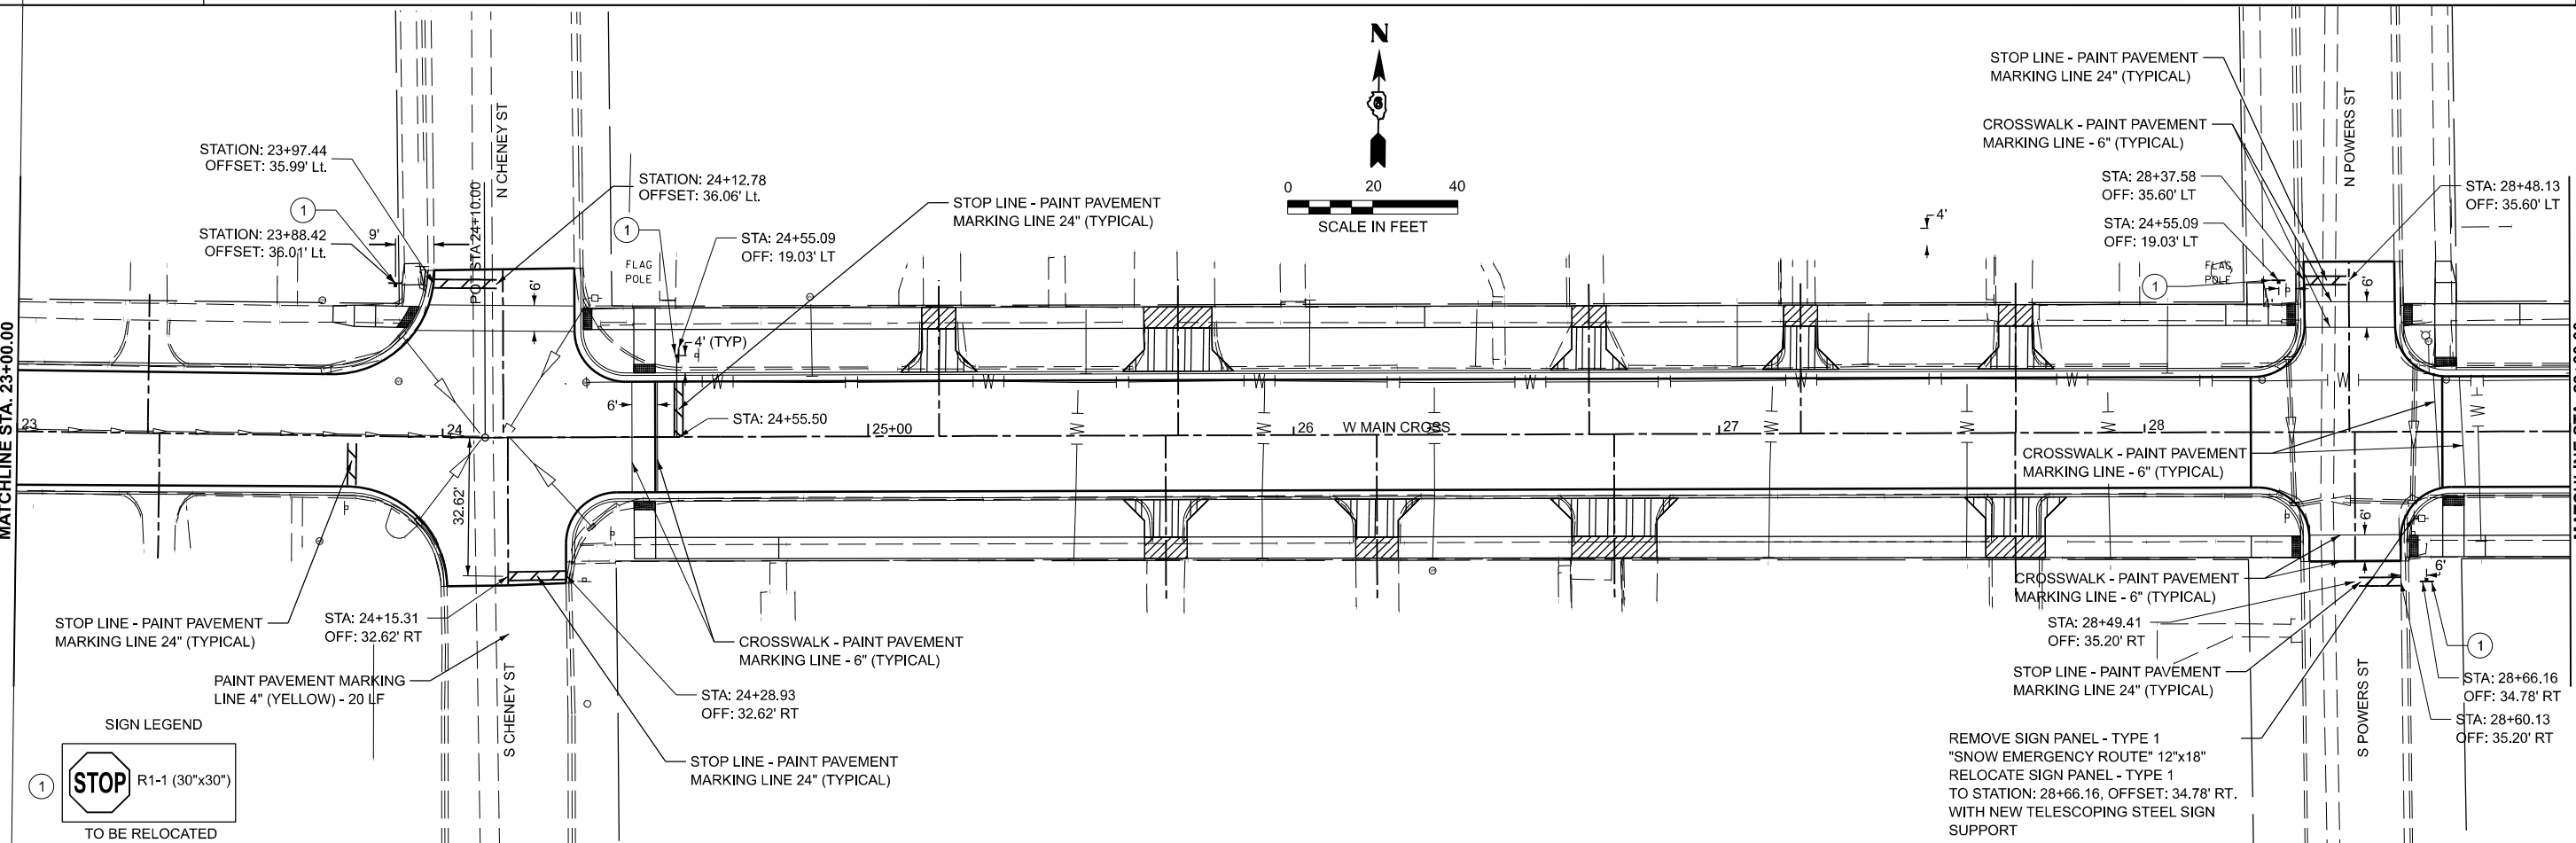 N
6
0 20 40
SCALE IN FEET
STATION: 23+97.44
OFFSET: 35.99' Lt.
1
STATION: 23+88.42
OFFSET: 36.01' Lt.
9'
POT STA 24+10.00
N CHENEY ST
6'
STATION: 24+12.78
OFFSET: 36.06' Lt.
1
FLAG
POLE
STA: 24+55.09
OFF: 19.03' LT
STOP LINE - PAINT PAVEMENT
MARKING LINE 24" (TYPICAL)
4' (TYP)
6'
STA: 24+55.50
4'
STOP LINE - PAINT PAVEMENT
MARKING LINE 24" (TYPICAL)
CROSSWALK - PAINT PAVEMENT
MARKING LINE - 6" (TYPICAL)
STA: 28+37.58
OFF: 35.60' LT
STA: 24+55.09
OFF: 19.03' LT
FLAG
POLE
1
N POWERS ST
6'
STA: 28+48.13
OFF: 35.60' LT
MATCHLINE STA. 23+00.00
23
24
25+00
26
W MAIN CROSS
27
28
W W W W W W W
W W W W W W W
32.62'
CROSSWALK - PAINT PAVEMENT
MARKING LINE - 6" (TYPICAL)
6'
CROSSWALK - PAINT PAVEMENT
MARKING LINE - 6" (TYPICAL)
6'
STA: 28+49.41
OFF: 35.20' RT
STOP LINE - PAINT PAVEMENT
MARKING LINE 24" (TYPICAL)
1
STA: 28+66.16
OFF: 34.78' RT
STA: 28+60.13
OFF: 35.20' RT
S POWERS ST
STOP LINE - PAINT PAVEMENT
MARKING LINE 24" (TYPICAL)
STA: 24+15.31
OFF: 32.62' RT
PAINT PAVEMENT MARKING
LINE 4" (YELLOW) - 20 LF
S CHENEY ST
CROSSWALK - PAINT PAVEMENT
MARKING LINE - 6" (TYPICAL)
STA: 24+28.93
OFF: 32.62' RT
STOP LINE - PAINT PAVEMENT
MARKING LINE 24" (TYPICAL)
SIGN LEGEND
1
STOP
R1-1 (30"x30")
TO BE RELOCATED
REMOVE SIGN PANEL - TYPE 1
"SNOW EMERGENCY ROUTE" 12"x18"
RELOCATE SIGN PANEL - TYPE 1
TO STATION: 28+66.16, OFFSET: 34.78' RT.
WITH NEW TELESCOPING STEEL SIGN
SUPPORT